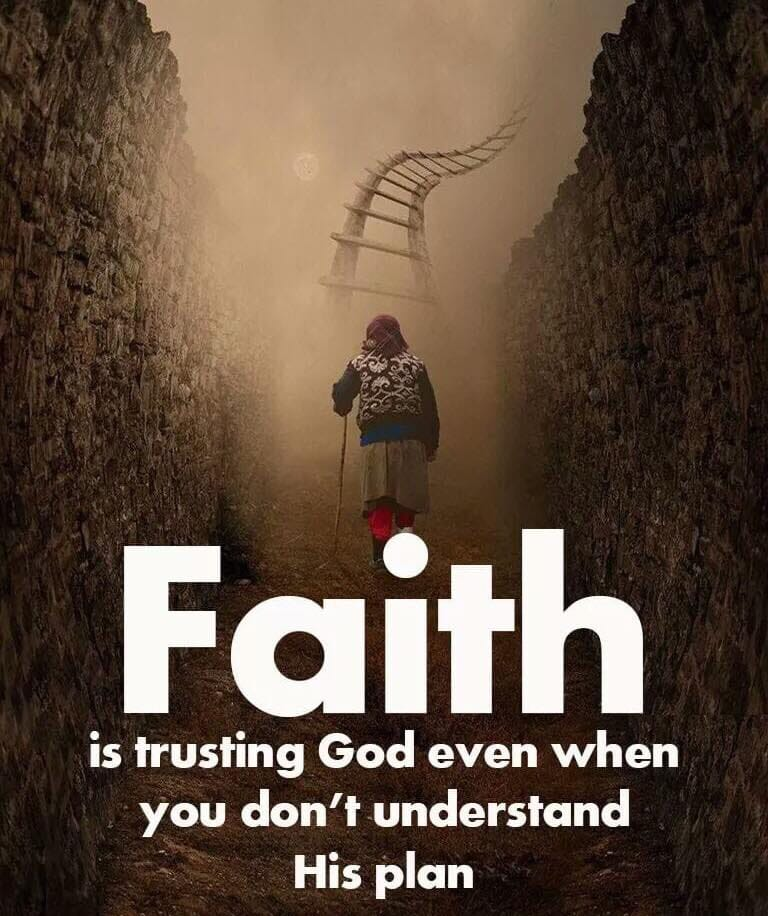 Faith
is trusting God even when
you don’t understand
His plan